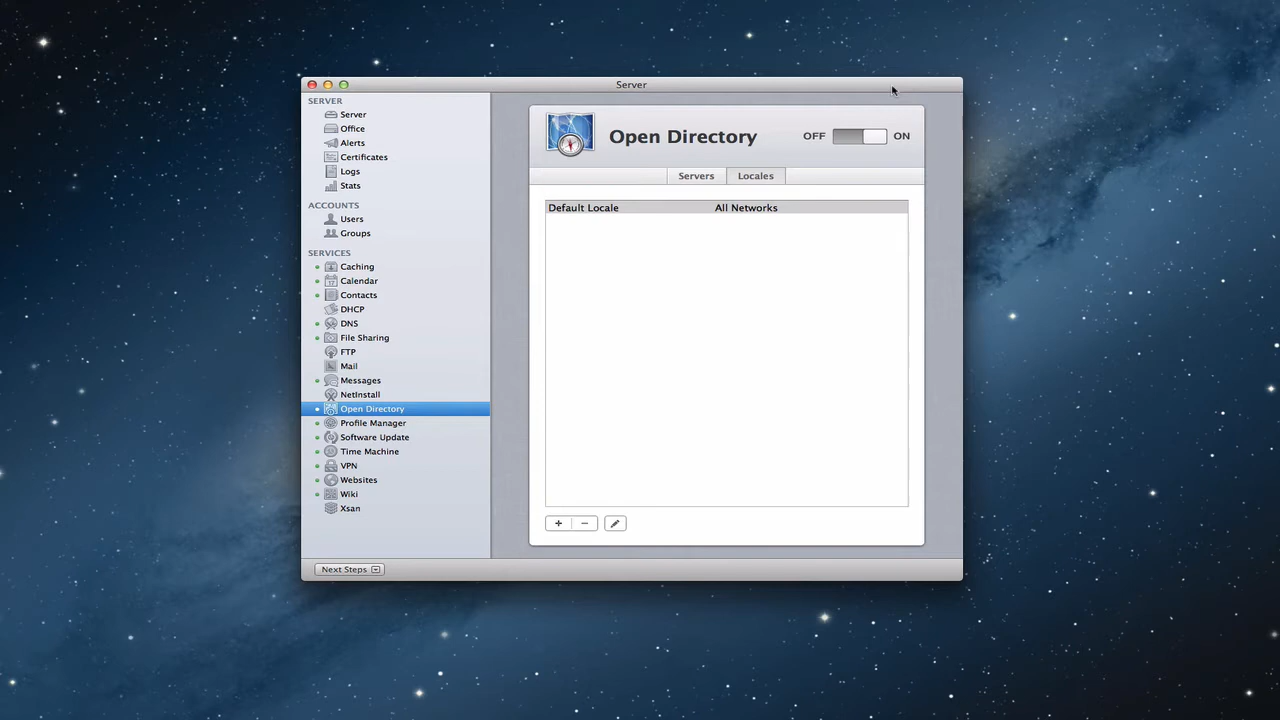 Server
SERVER
Server
Office
Alerts
Certificates
Logs
Stats
ACCOUNTS
Users
Groups
SERVICES
Caching
17 Calendar
Contacts
DHCP
DNS
File Sharing
FTP
Mail
Messages
NetInstall
Open Directory
Profile Manager
Software Update
Time Machine
VPN
Websites
Wiki
Xsan
Next Steps
Open Directory
OFF ON
Servers Locales
Default Locale All Networks